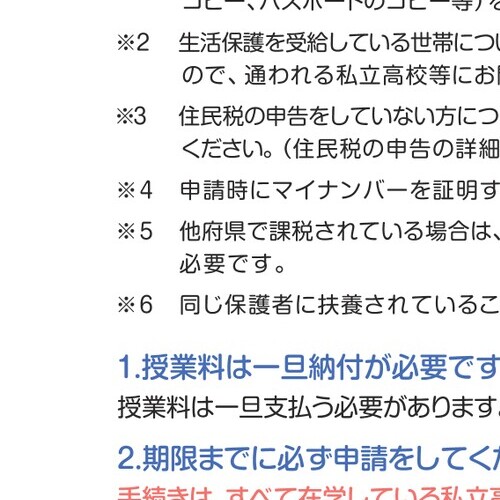 コピー、パスポートのコピー等）を
※2 生活保護を受給している世帯につい
ので、通われる私立高校等にお
※3 住民税の申告をしていない方につ
ください。（住民税の申告の詳細
※4 申請時にマイナンバーを証明す
※5 他府県で課税されている場合は、
必要です。
※6 同じ保護者に扶養されているこ
1.授業料は一旦納付が必要です
授業料は一旦支払う必要があります。
2.期限までに必ず申請をしてくだ
手続きは、すべて在学している私立高